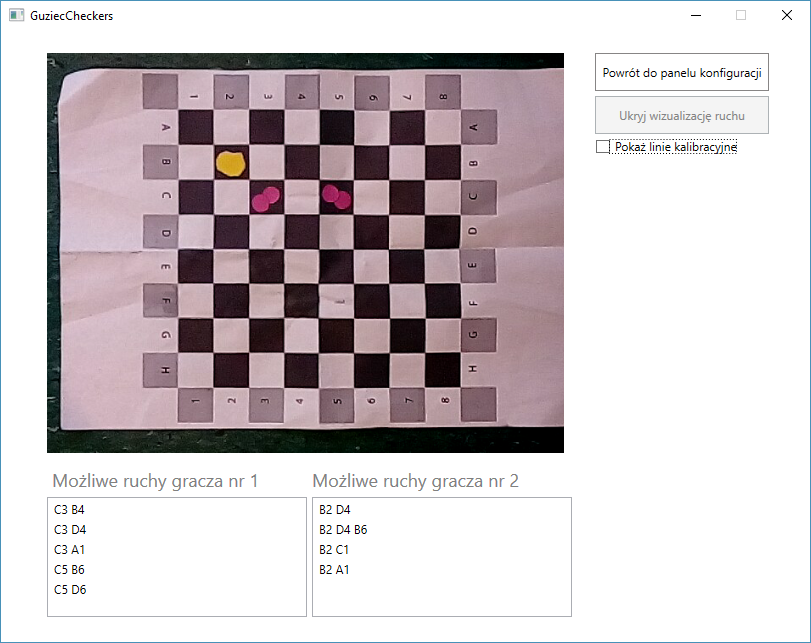 GuziecCheckers
Powrót do panelu konfiguracji
Ukryj wizualizację ruchu
Pokaż linie kalibracyjne
1 2 3 4 5 6 7 8
A A
B B
C C
D D
E E
F F
G G
H H
1 2 3 4 5 6 7 8
Możliwe ruchy gracza nr 1
C3 B4
C3 D4
C3 A1
C5 B6
C5 D6
Możliwe ruchy gracza nr 2
B2 D4
B2 D4 B6
B2 C1
B2 A1